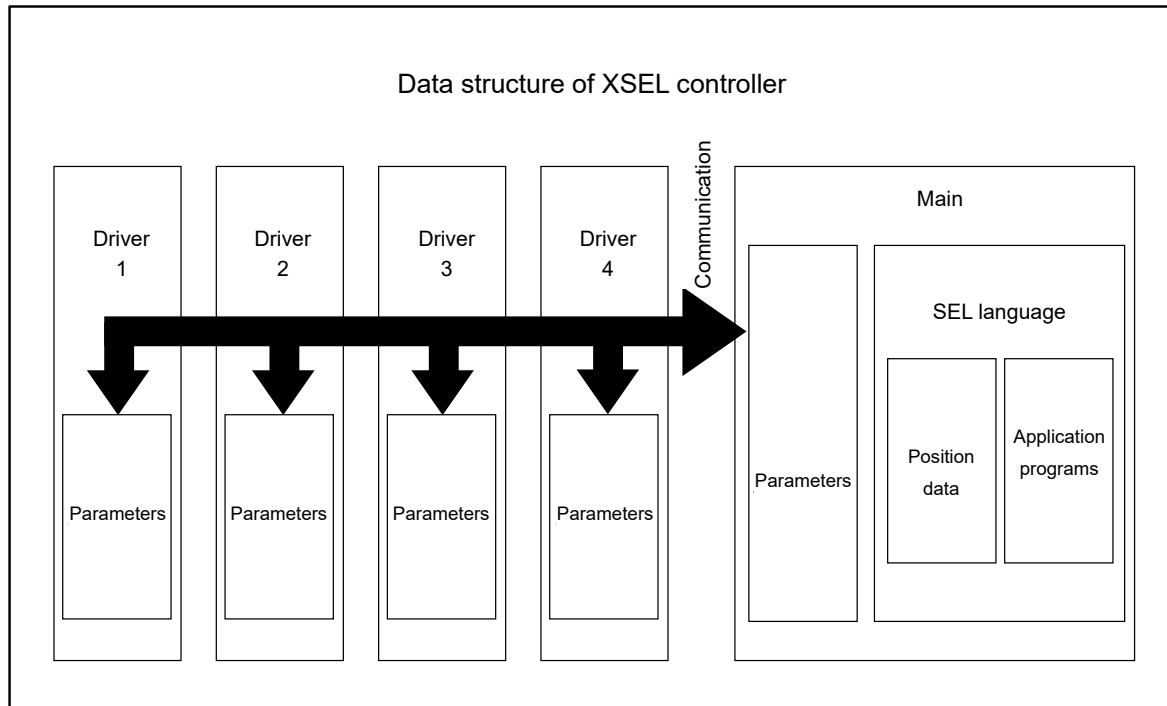 Data structure of XSEL controller
Communication
Driver
1
Driver
2
Driver
3
Driver
4
Main
SEL language
Parameters
Parameters
Parameters
Parameters
Parameters
Position
data
Application
programs